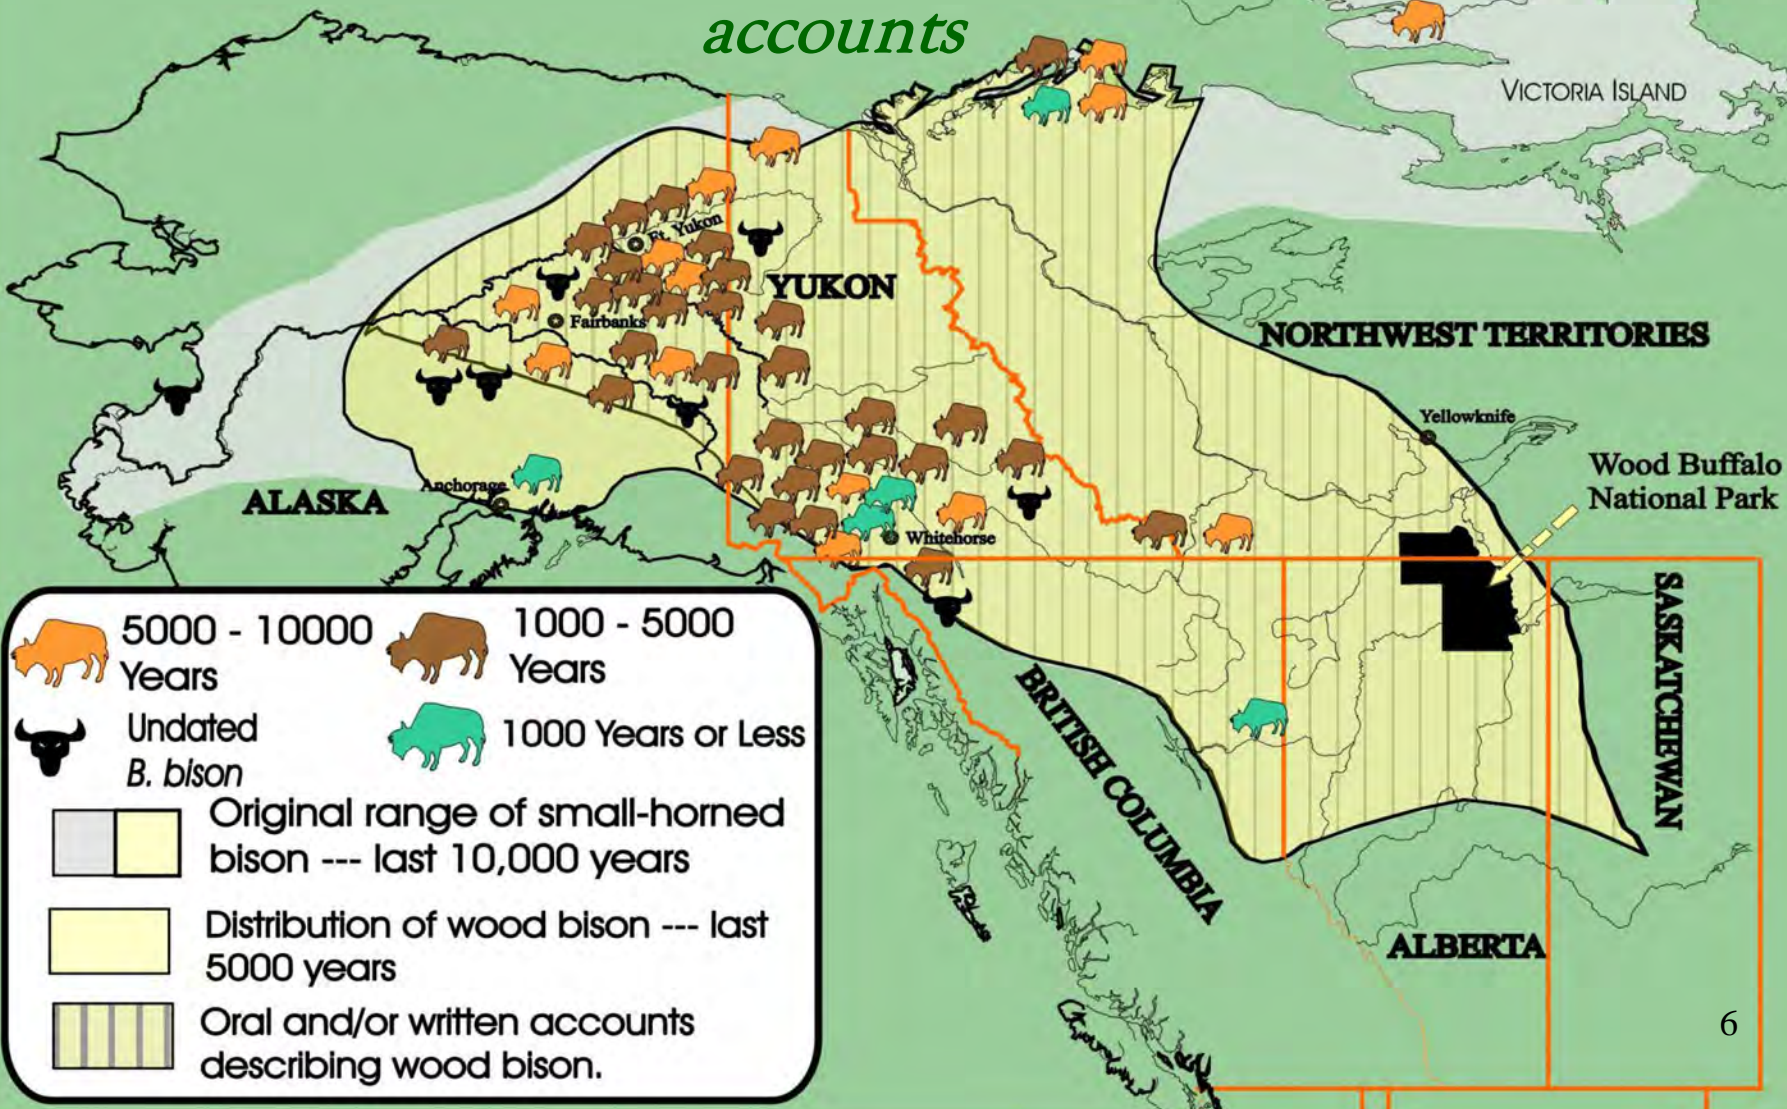 accounts
VICTORIA ISLAND
Ft. Yukon
YUKON
Fairbanks
NORTHWEST TERRITORIES
Yellowknife
Wood Buffalo
National Park
Anchorage
ALASKA
Whitehorse
SASKATCHEWAN
BRITISH COLUMBIA
ALBERTA
5000 - 10000
Years
1000 - 5000
Years
Undated
B. bison
1000 Years or Less
Original range of small-horned
bison --- last 10,000 years
Distribution of wood bison --- last
5000 years
Oral and/or written accounts
describing wood bison.
6